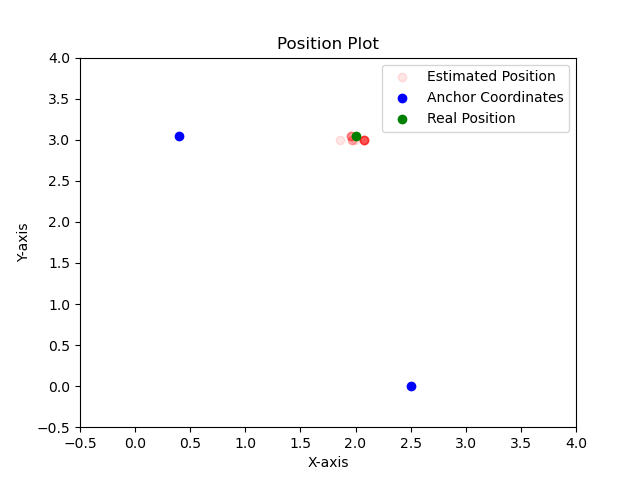 Position Plot
Estimated Position
Anchor Coordinates
Real Position
4.0
3.5
3.0
2.5
2.0
1.5
1.0
0.5
0.0
−0.5
Y-axis
−0.5 0.0 0.5 1.0 1.5 2.0 2.5 3.0 3.5 4.0
X-axis